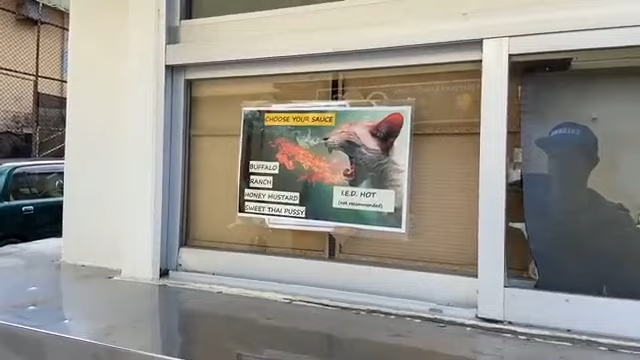 CHOOSE YOUR SAUCE
BUFFALO
RANCH
HONEY MUSTARD
SWEET THAI PUSSY
I.E.D. HOT
(not recommended)